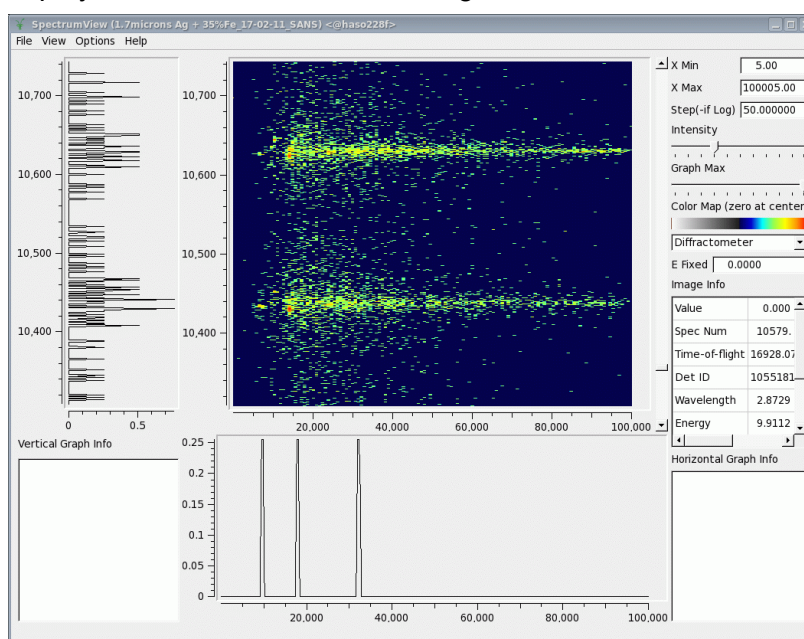 SpectrumView (1.7microns Ag + 35%Fe_17-02-11_SANS) <@haso228f>
File View Options Help
10,700
10,600
10,500
10,400
0 0.5
10,700
10,600
10,500
10,400
20,000 40,000 60,000 80,000 100,000
X Min 5.00
X Max 100005.00
Step(-if Log) 50.000000
Intensity
Graph Max
Color Map (zero at center
Diffractometer
E Fixed 0.0000
Image Info
Value 0.000
Spec Num 10579.
Time-of-flight 16928.07
Det ID 1055181
Wavelength 2.8729
Energy 9.9112
Vertical Graph Info
0.25
0.2
0.15
0.1
0.05
0
20,000 40,000 60,000 80,000 100,000
Horizontal Graph Info